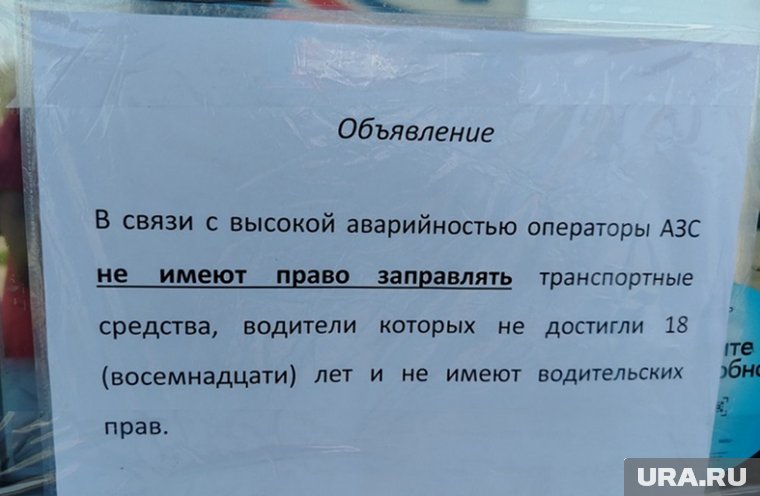 Объявление
В связи с высокой аварийностью операторы АЗС
не имеют право заправлять транспортные
средства, водители которых не достигли 18
(восемнадцати) лет и не имеют водительских
прав.
URA.RU